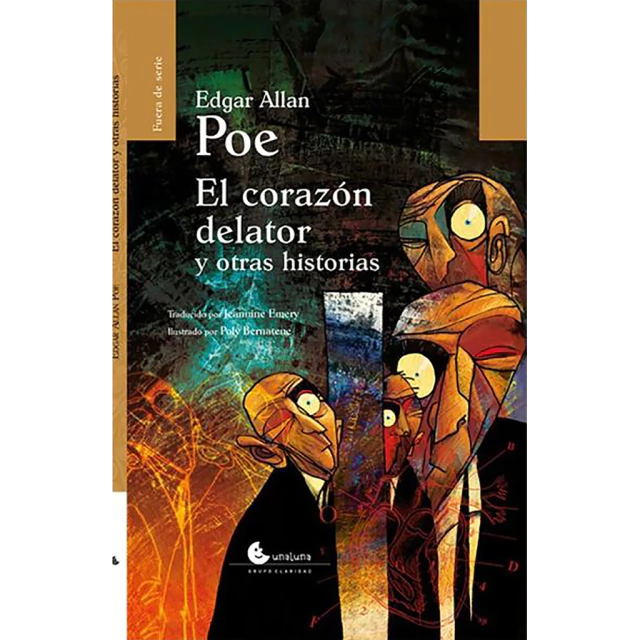 Fuera de serie
Edgar Allan
Poe
El corazón
delator
y otras historias
Traducido por Jeannine Emery
Ilustrado por Poly Bernatene
unaLuna
GRUPO CLARIDAD
EDGAR ALLAN POE
El corazón delator y otras historias
B
D